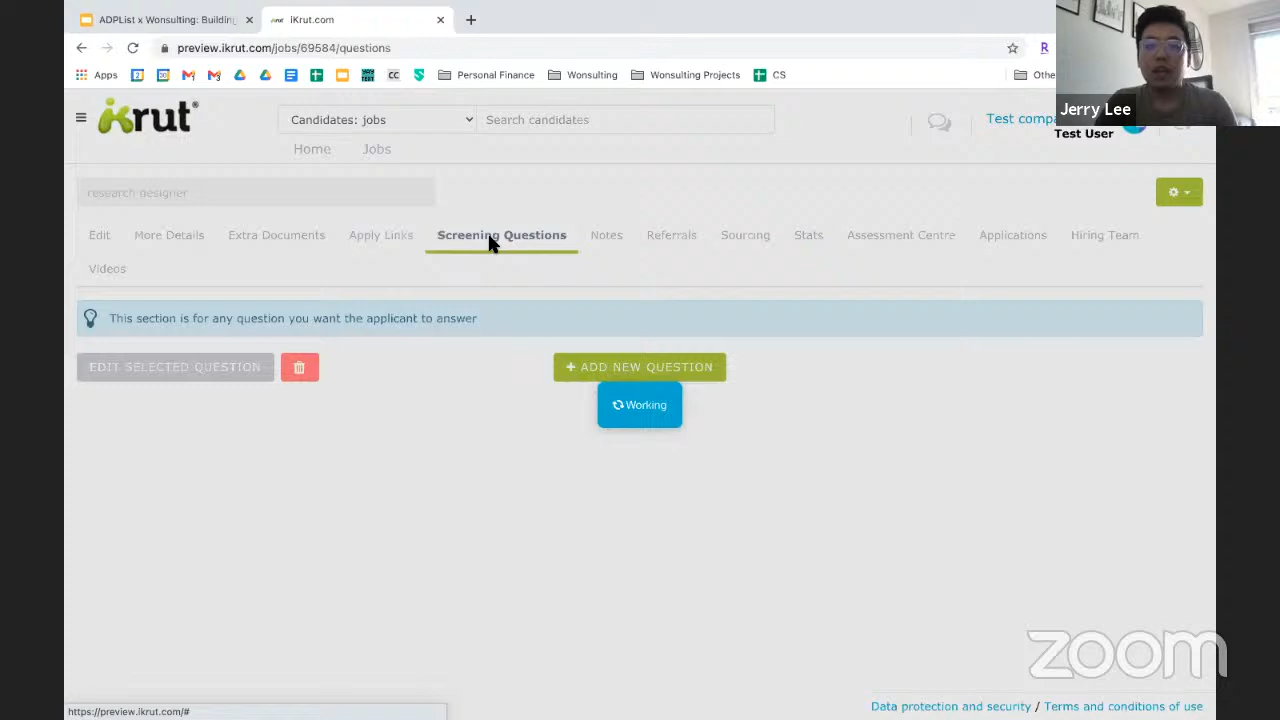 ADPList x Wonsulting: Building
iKrut.com
preview.ikrut.com/jobs/69584/questions
R
Apps
CC
Personal Finance
Wonsulting
Wonsulting Projects
CS
Othe
Jerry Lee
ikrut®
Candidates: jobs
Search candidates
Test compa
Test User
Home
Jobs
research designer
Edit
More Details
Extra Documents
Apply Links
Screening Questions
Notes
Referrals
Sourcing
Stats
Assessment Centre
Applications
Hiring Team
Videos
This section is for any question you want the applicant to answer
EDIT SELECTED QUESTION
+ ADD NEW QUESTION
Working
zoom
https://preview.ikrut.com/#
Data protection and security / Terms and conditions of use